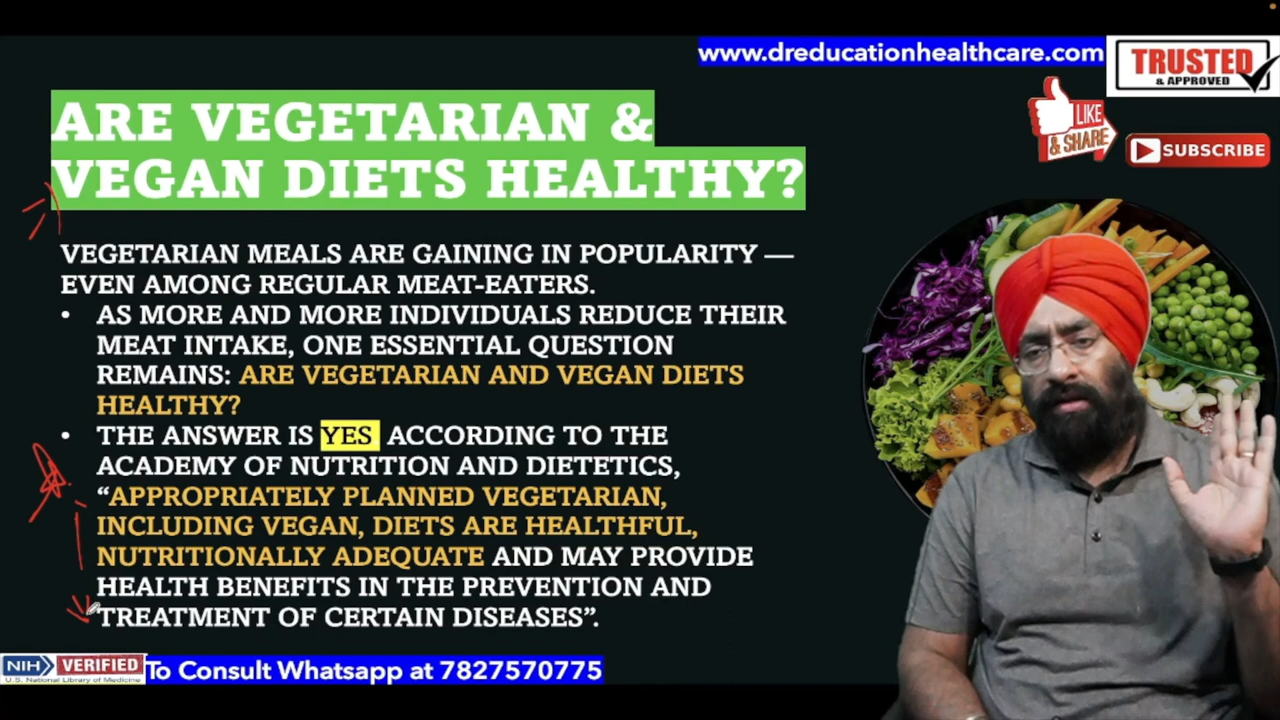 www.dreducationhealthcare.com
TRUSTED
& APPROVED
LIKE
& SHARE
SUBSCRIBE
ARE VEGETARIAN &
VEGAN DIETS HEALTHY?
VEGETARIAN MEALS ARE GAINING IN POPULARITY —
EVEN AMONG REGULAR MEAT-EATERS.
• AS MORE AND MORE INDIVIDUALS REDUCE THEIR
MEAT INTAKE, ONE ESSENTIAL QUESTION
REMAINS: ARE VEGETARIAN AND VEGAN DIETS
HEALTHY?
• THE ANSWER IS YES ACCORDING TO THE
ACADEMY OF NUTRITION AND DIETETICS,
“APPROPRIATELY PLANNED VEGETARIAN,
INCLUDING VEGAN, DIETS ARE HEALTHFUL,
NUTRITIONALLY ADEQUATE AND MAY PROVIDE
HEALTH BENEFITS IN THE PREVENTION AND
TREATMENT OF CERTAIN DISEASES”.
NIH VERIFIED
U.S. National Library of Medicine
To Consult Whatsapp at 7827570775